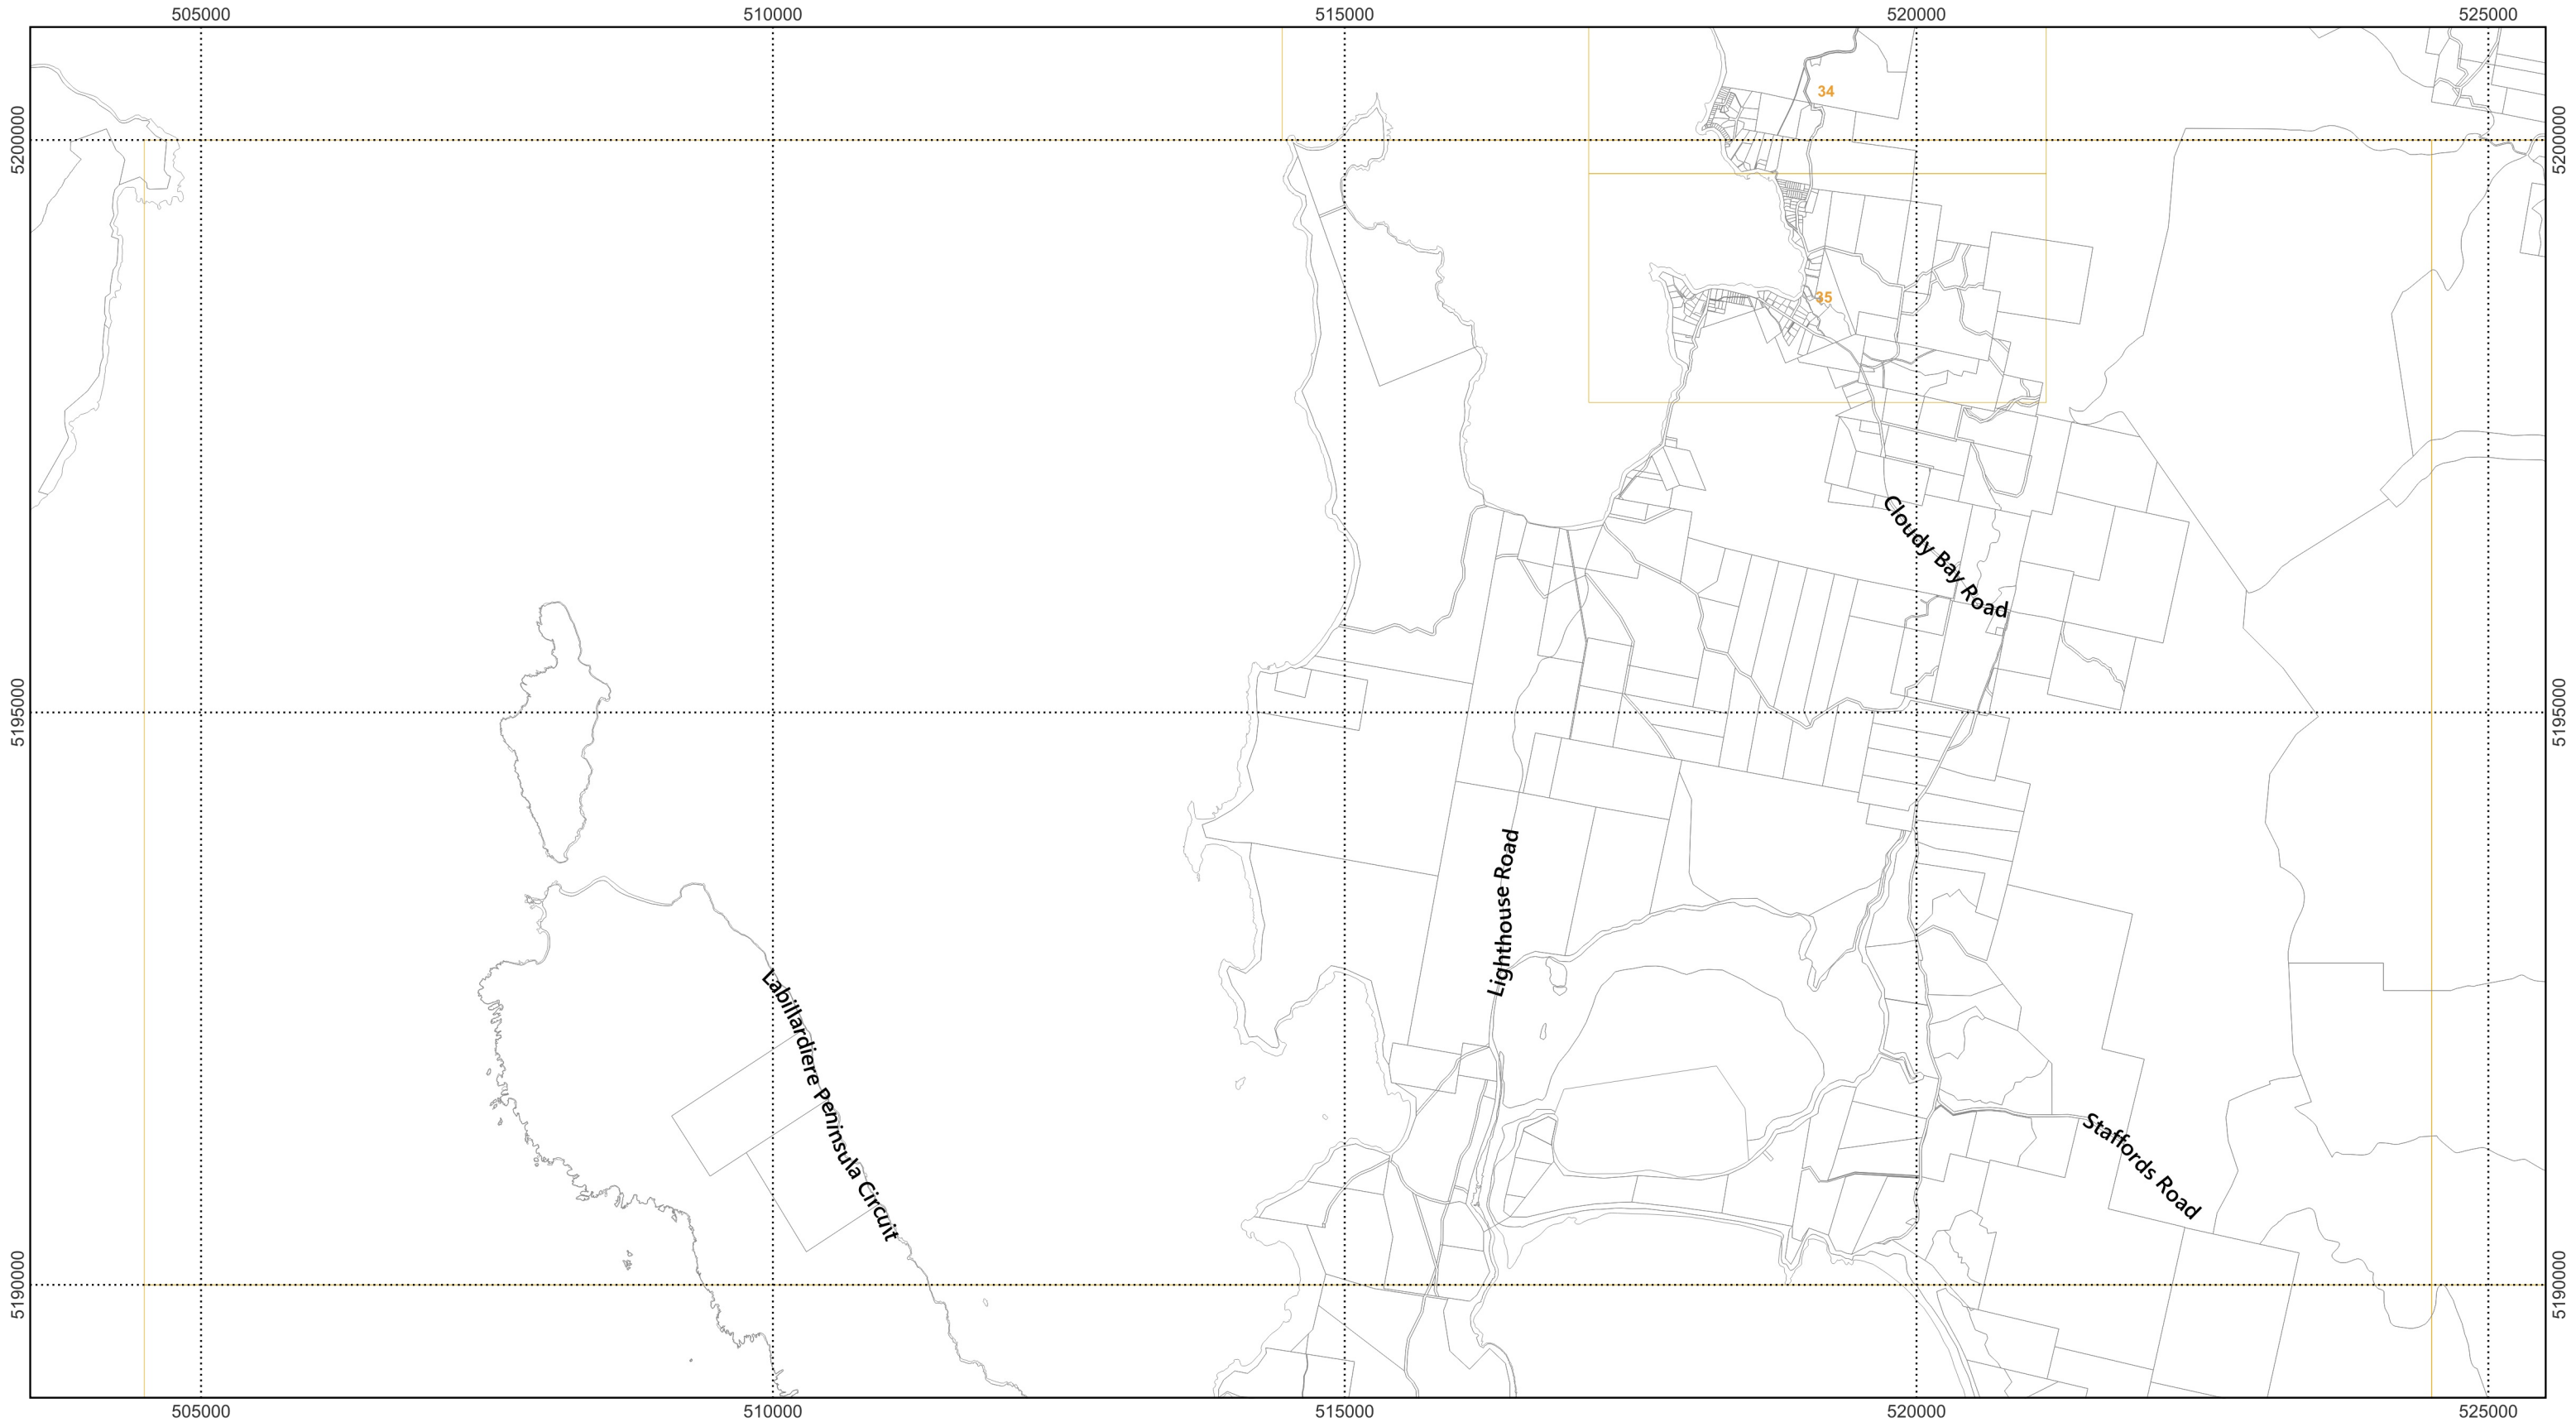 505000 510000 515000 520000 525000
34
5200000 5200000
35
Cloudy Bay Road
5195000 5195000
Lighthouse Road
Labillardiere Peninsula Circuit
Staffords Road
5190000 5190000
505000 510000 515000 520000 525000